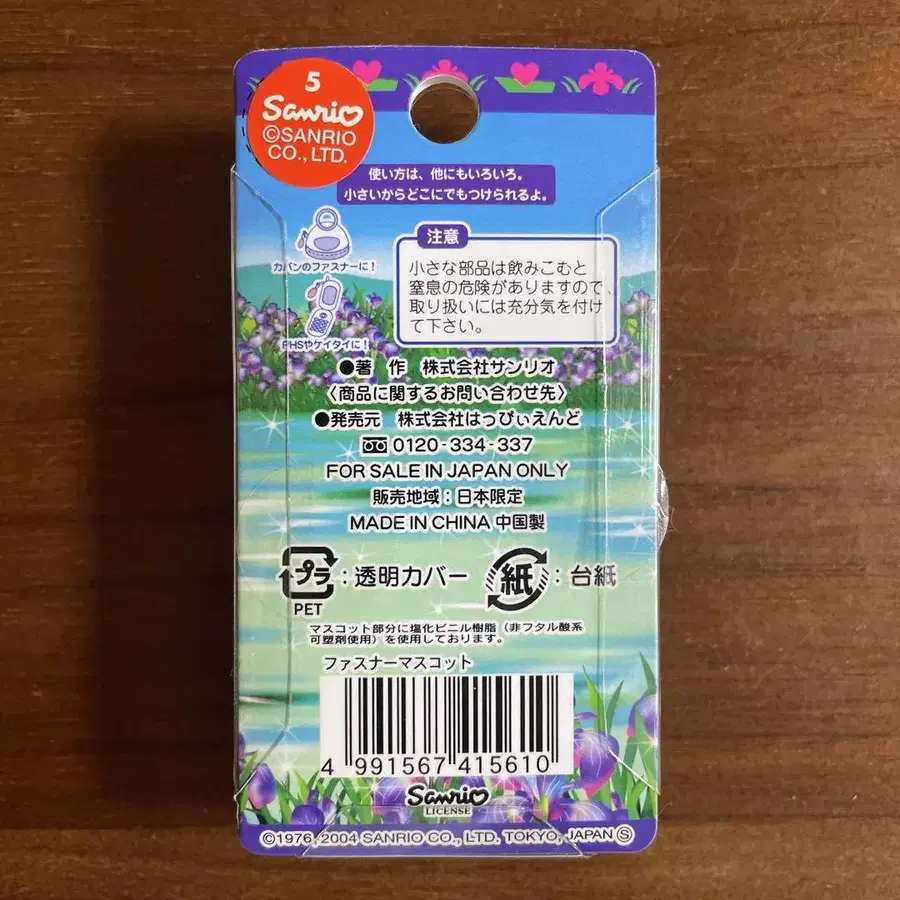 5
Sanrio
©SANRIO
CO., LTD.
使い方は、他にもいろいろ。
小さいからどこにでもつけられるよ。
注意
小さな部品は飲みこむと
窒息の危険がありますので、
取り扱いには充分気を付け
て下さい。
カバンのファスナーに!
PHSやケイタイに!
●著 作 株式会社サンリオ
〈商品に関するお問い合わせ先〉
●発売元 株式会社はっぴぃえんど
0120-334-337
FOR SALE IN JAPAN ONLY
販売地域:日本限定
MADE IN CHINA 中国製
プラ:透明カバー
PET
紙:台紙
マスコット部分に塩化ビニル樹脂(非フタル酸系
可塑剤使用)を使用しております。
ファスナーマスコット
4 991567 415610
Sanrio
LICENSE
©1976, 2004 SANRIO CO., LTD. TOKYO, JAPAN Ⓢ